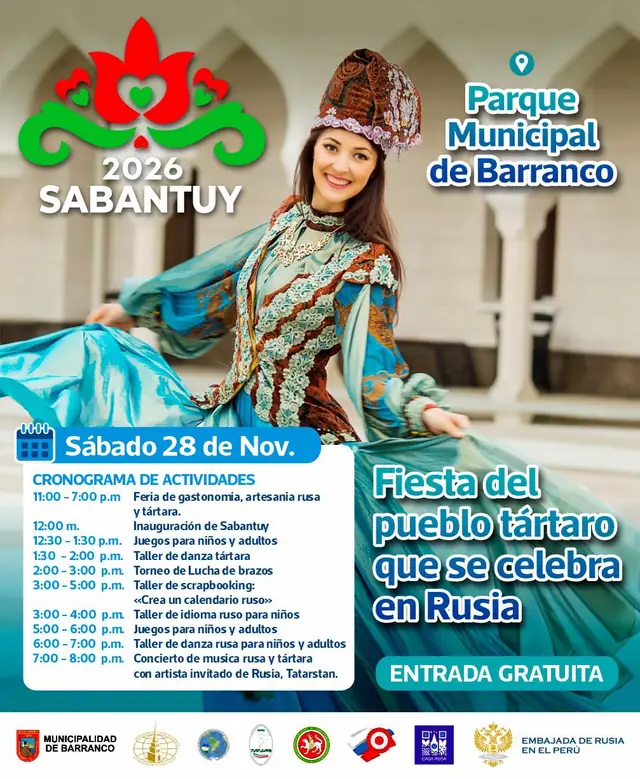 2026
SABANTUY
Parque
Municipal
de Barranco
Sábado 28 de Nov.
CRONOGRAMA DE ACTIVIDADES
11:00 - 7:00 p.m Feria de gastonomia, artesania rusa
y tártara.
12:00 m. Inauguración de Sabantuy
12:30 - 1:30 p.m. Juegos para niños y adultos
1:30 - 2:00 p.m. Taller de danza tártara
2:00 - 3:00 p.m. Torneo de Lucha de brazos
3:00 - 5:00 p.m. Taller de scrapbooking:
«Crea un calendario ruso»
3:00 - 4:00 p.m. Taller de idioma ruso para niños
5:00 - 6:00 p.m. Juegos para niños y adultos
6:00 - 7:00 p.m. Taller de danza rusa para niños y adultos
7:00 - 8:00 p.m. Concierto de musica rusa y tártara
con artista invitado de Rusia, Tatarstan.
Fiesta del
pueblo tártaro
que se celebra
en Rusia
ENTRADA GRATUITA
MUNICIPALIDAD
DE BARRANCO
CASA RUSA
EMBAJADA DE RUSIA
EN EL PERÚ